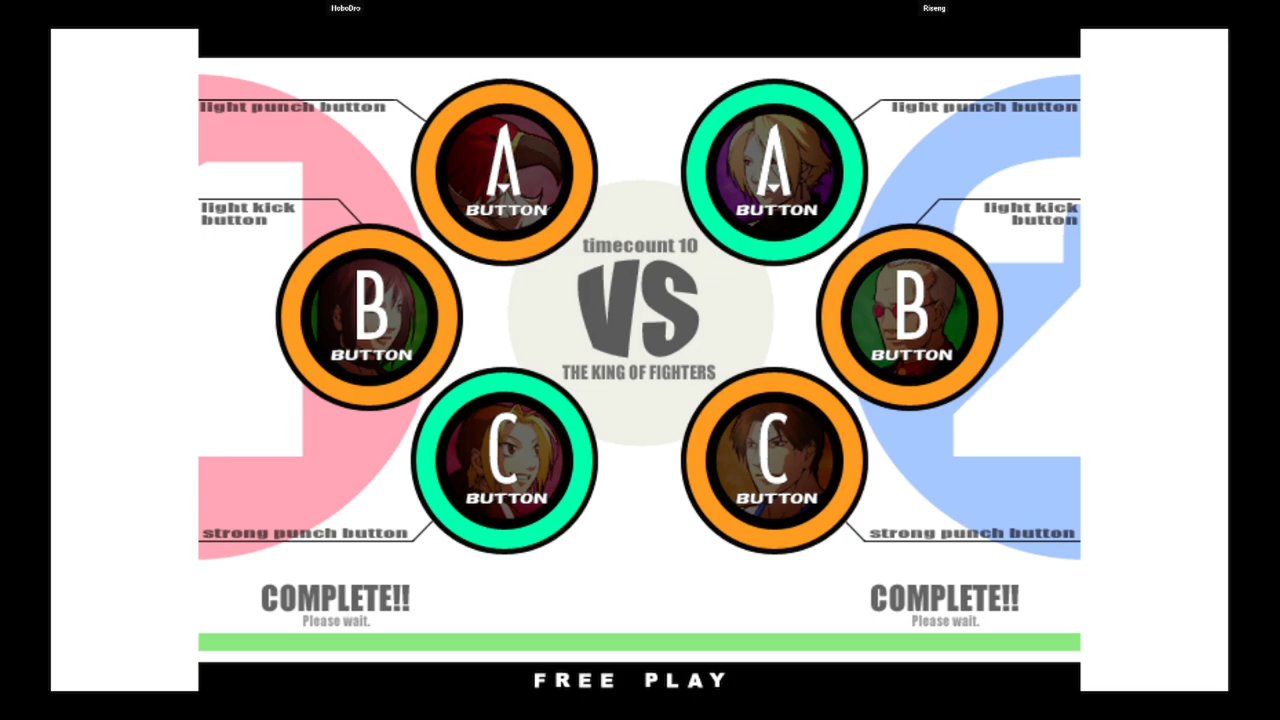 HoboDro
Riseng
light punch button
light punch button
A
BUTTON
A
BUTTON
light kick
button
light kick
button
timecount 10
VS
THE KING OF FIGHTERS
B
BUTTON
B
BUTTON
C
BUTTON
C
BUTTON
strong punch button
strong punch button
COMPLETE!!
Please wait.
COMPLETE!!
Please wait.
FREE PLAY